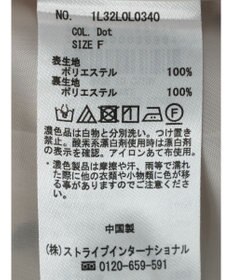 NO. 1L32L0L0340
COL. Dot
SIZE F
表生地
ポリエステル 100%
裏生地
ポリエステル 100%
濃色品は白物と分別洗い。つけ置き
禁止。酸素系漂白剤使用時は漂白剤
の表示を確認。アイロンあて布使用。
・濃色製品は摩擦や汗、雨等で濡れ
た際に他の衣類や小物類に色が移
る事がありますのでご注意くださ
い。
中国製
(株)ストライプインターナショナル
☎ 0120-659-591